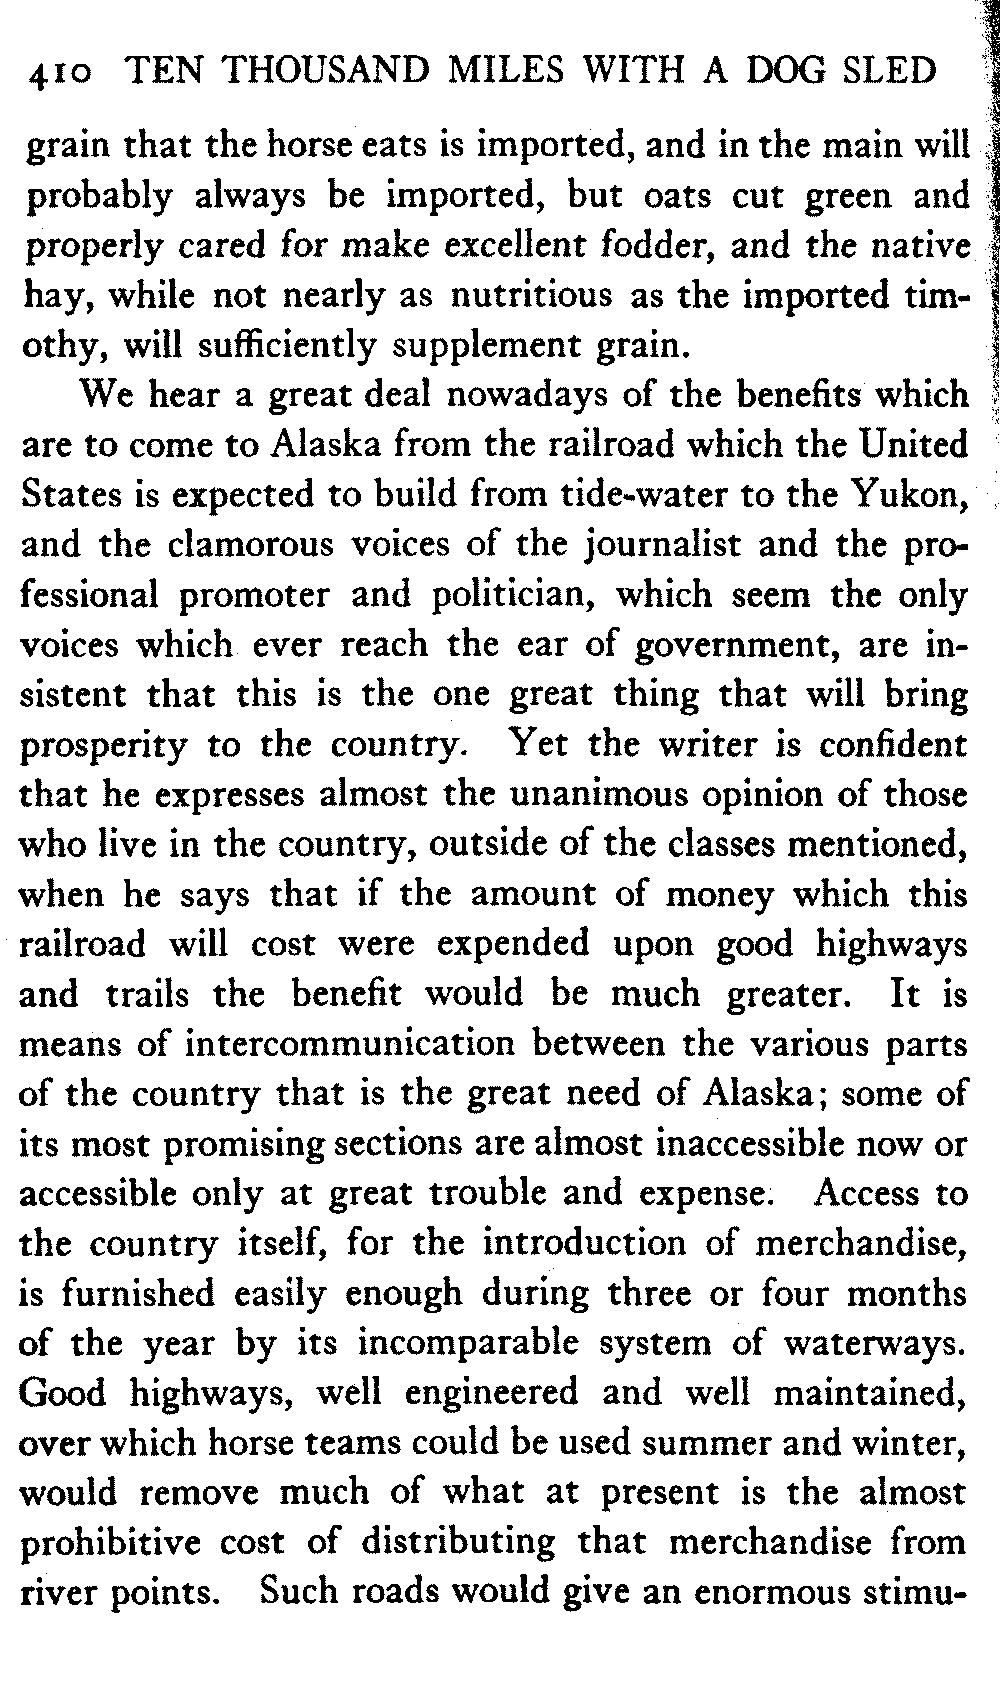 410 TEN THOUSAND MILES WITH A DOG SLED
grain that the horse eats is imported, and in the main will
probably always be imported, but oats cut green and
properly cared for make excellent fodder, and the native
hay, while not nearly as nutritious as the imported tim-
othy, will sufficiently supplement grain.
We hear a great deal nowadays of the benefits which
are to come to Alaska from the railroad which the United
States is expected to build from tide-water to the Yukon,
and the clamorous voices of the journalist and the pro-
fessional promoter and politician, which seem the only
voices which ever reach the ear of government, are in-
sistent that this is the one great thing that will bring
prosperity to the country. Yet the writer is confident
that he expresses almost the unanimous opinion of those
who live in the country, outside of the classes mentioned,
when he says that if the amount of money which this
railroad will cost were expended upon good highways
and trails the benefit would be much greater. It is
means of intercommunication between the various parts
of the country that is the great need of Alaska; some of
its most promising sections are almost inaccessible now or
accessible only at great trouble and expense. Access to
the country itself, for the introduction of merchandise,
is furnished easily enough during three or four months
of the year by its incomparable system of waterways.
Good highways, well engineered and well maintained,
over which horse teams could be used summer and winter,
would remove much of what at present is the almost
prohibitive cost of distributing that merchandise from
river points. Such roads would give an enormous stimu-